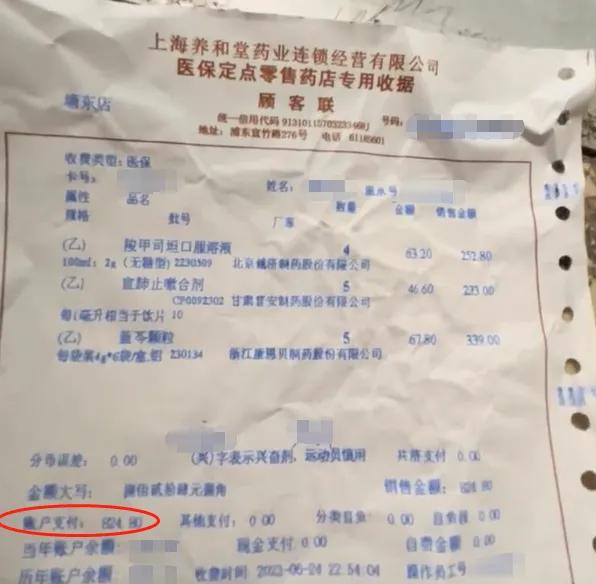 上海养和堂药业连锁经营有限公司
医保定点零售药店专用收据
塘东店
顾客联
统一信用代码 号码:
地址: 浦东宜竹路276号 电话 61185601
收费类型: 医保
卡号: 姓名: 流水号
属性 品名 数量 金额 销售金额
规格 批号 厂家
(乙) 羧甲司坦口服溶液 4 63.20 252.80
100ml: 2g (无糖型) 2230309 北京诚济制药股份有限公司
(乙) 宣肺止嗽合剂 5 46.60 233.00
CP0092302 甘肃普安制药股份有限公司
每1毫升相当于饮片 10
(乙) 蓝芩颗粒 5 67.80 339.00
每袋装4g*6袋/盒 铝 230134 浙江康恩贝制药股份有限公司
分币误差: 0.00 (兴)字表示兴奋剂, 运动员慎用 共济支付 0.00
金额大写: 捌佰贰拾肆元捌角 销售金额: 824.80
账户支付: 824.80 其他支付: 0.00 分类自负: 0.00 自负段 0.00
当年账户余额: 现金支付: 0.00 自费金额 0.00
历年账户余额 收费时间 2023-06-24 22:54:04 操作员工号